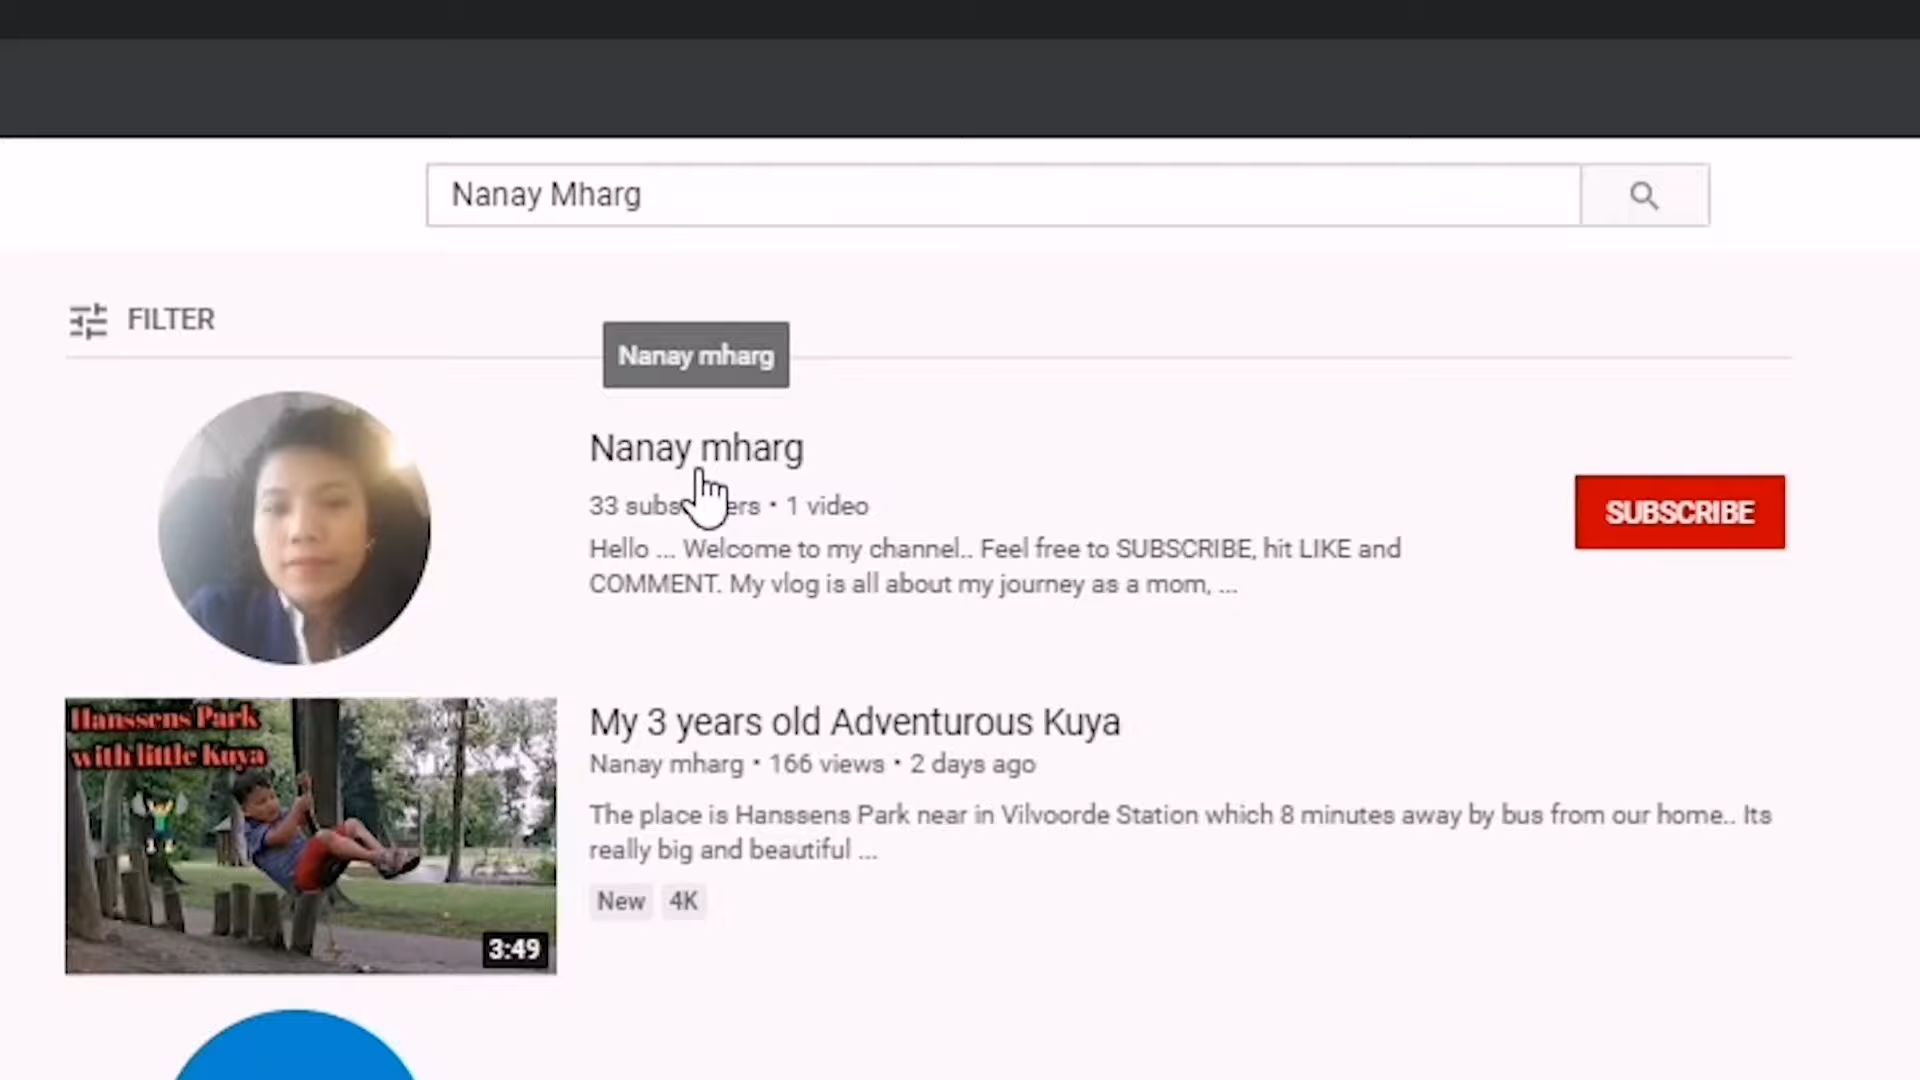 Nanay Mharg
FILTER
Nanay mharg
Nanay mharg
33 subs ers • 1 video
Hello ... Welcome to my channel.. Feel free to SUBSCRIBE, hit LIKE and
COMMENT. My vlog is all about my journey as a mom, ...
SUBSCRIBE
Hanssens Park
with little Kuya
3:49
My 3 years old Adventurous Kuya
Nanay mharg • 166 views • 2 days ago
The place is Hanssens Park near in Vilvoorde Station which 8 minutes away by bus from our home.. Its
really big and beautiful ...
New 4K